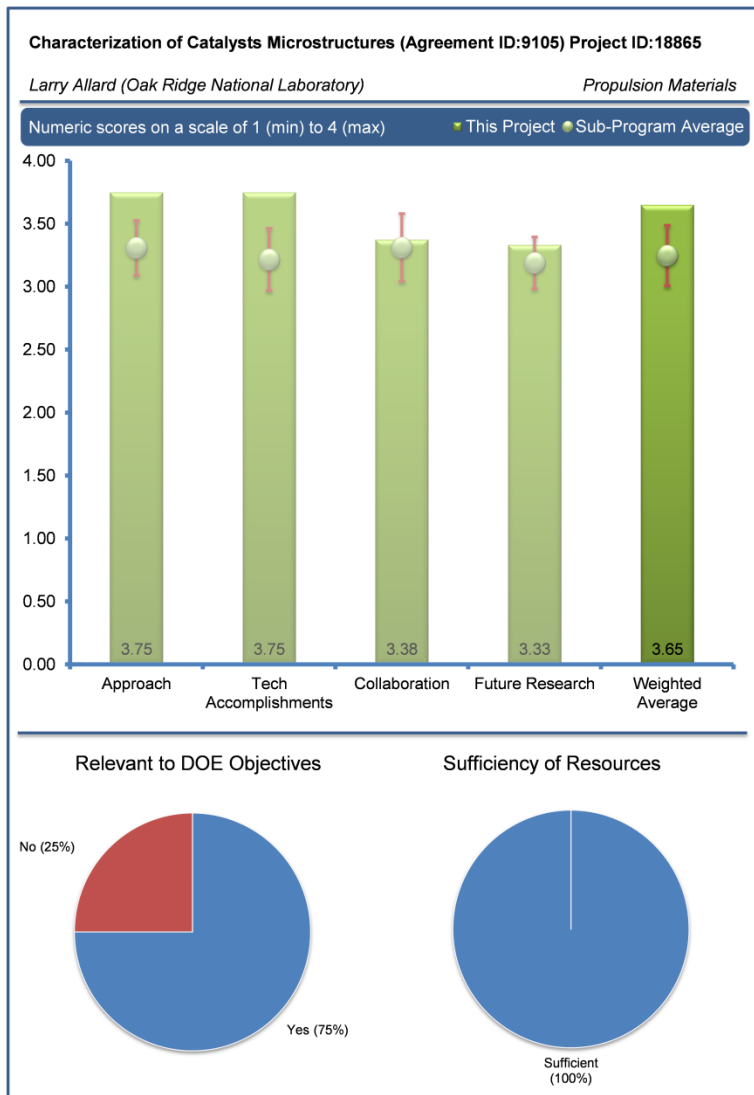 Characterization of Catalysts Microstructures (Agreement ID:9105) Project ID:18865
Larry Allard (Oak Ridge National Laboratory) Propulsion Materials
Numeric scores on a scale of 1 (min) to 4 (max) This Project Sub-Program Average
4.00
3.50
3.00
2.50
2.00
1.50
1.00
0.50
0.00
3.75 3.75 3.38 3.33 3.65
Approach Tech Collaboration Future Research Weighted
Accomplishments Average
Relevant to DOE Objectives Sufficiency of Resources
No (25%)
Yes (75%)
Sufficient
(100%)